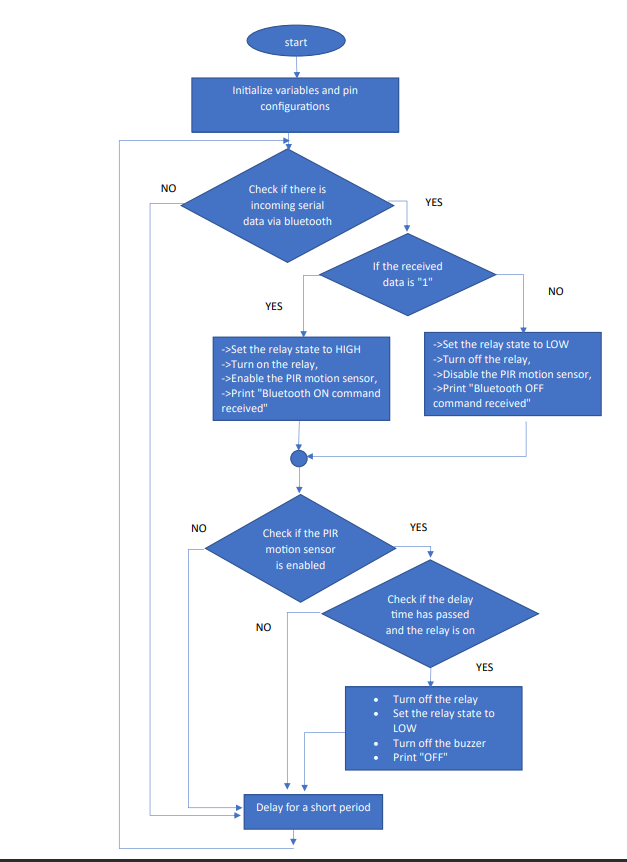 start
Initialize variables and pin
configurations
NO
Check if there is
incoming serial
data via bluetooth
YES
If the received
data is "1"
YES
NO
->Set the relay state to HIGH
->Turn on the relay,
->Enable the PIR motion sensor,
->Print "Bluetooth ON command
received"
->Set the relay state to LOW
->Turn off the relay,
->Disable the PIR motion sensor,
->Print "Bluetooth OFF
command received"
NO
Check if the PIR
motion sensor
is enabled
YES
Check if the delay
time has passed
and the relay is on
NO
YES
• Turn off the relay
• Set the relay state to
LOW
• Turn off the buzzer
• Print "OFF"
Delay for a short period